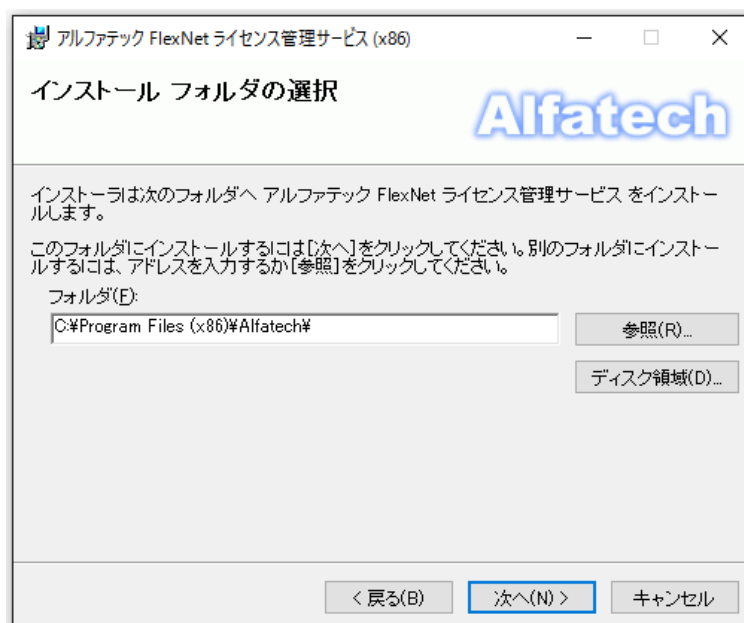 アルファテック FlexNet ライセンス管理サービス (x86)
インストール フォルダの選択
Alfatech
インストーラは次のフォルダへ アルファテック FlexNet ライセンス管理サービス をインストー
ルします。
このフォルダにインストールするには[次へ]をクリックしてください。別のフォルダにインストー
ルするには、アドレスを入力するか[参照]をクリックしてください。
フォルダ(F):
C:¥Program Files (x86)¥Alfatech¥
参照(R)...
ディスク領域(D)...
< 戻る(B)
次へ(N) >
キャンセル